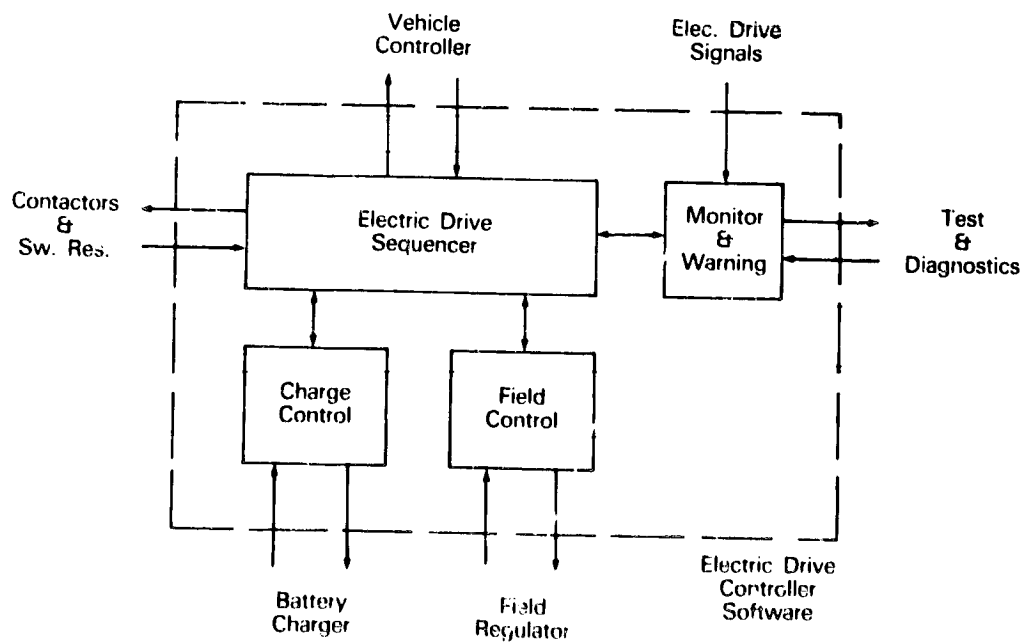 Vehicle
Controller
Elec. Drive
Signals
Contactors
&
Sw. Res.
Electric Drive
Sequencer
Monitor
&
Warning
Test
&
Diagnostics
Charge
Control
Field
Control
Electric Drive
Controller
Software
Battery
Charger
Field
Regulator